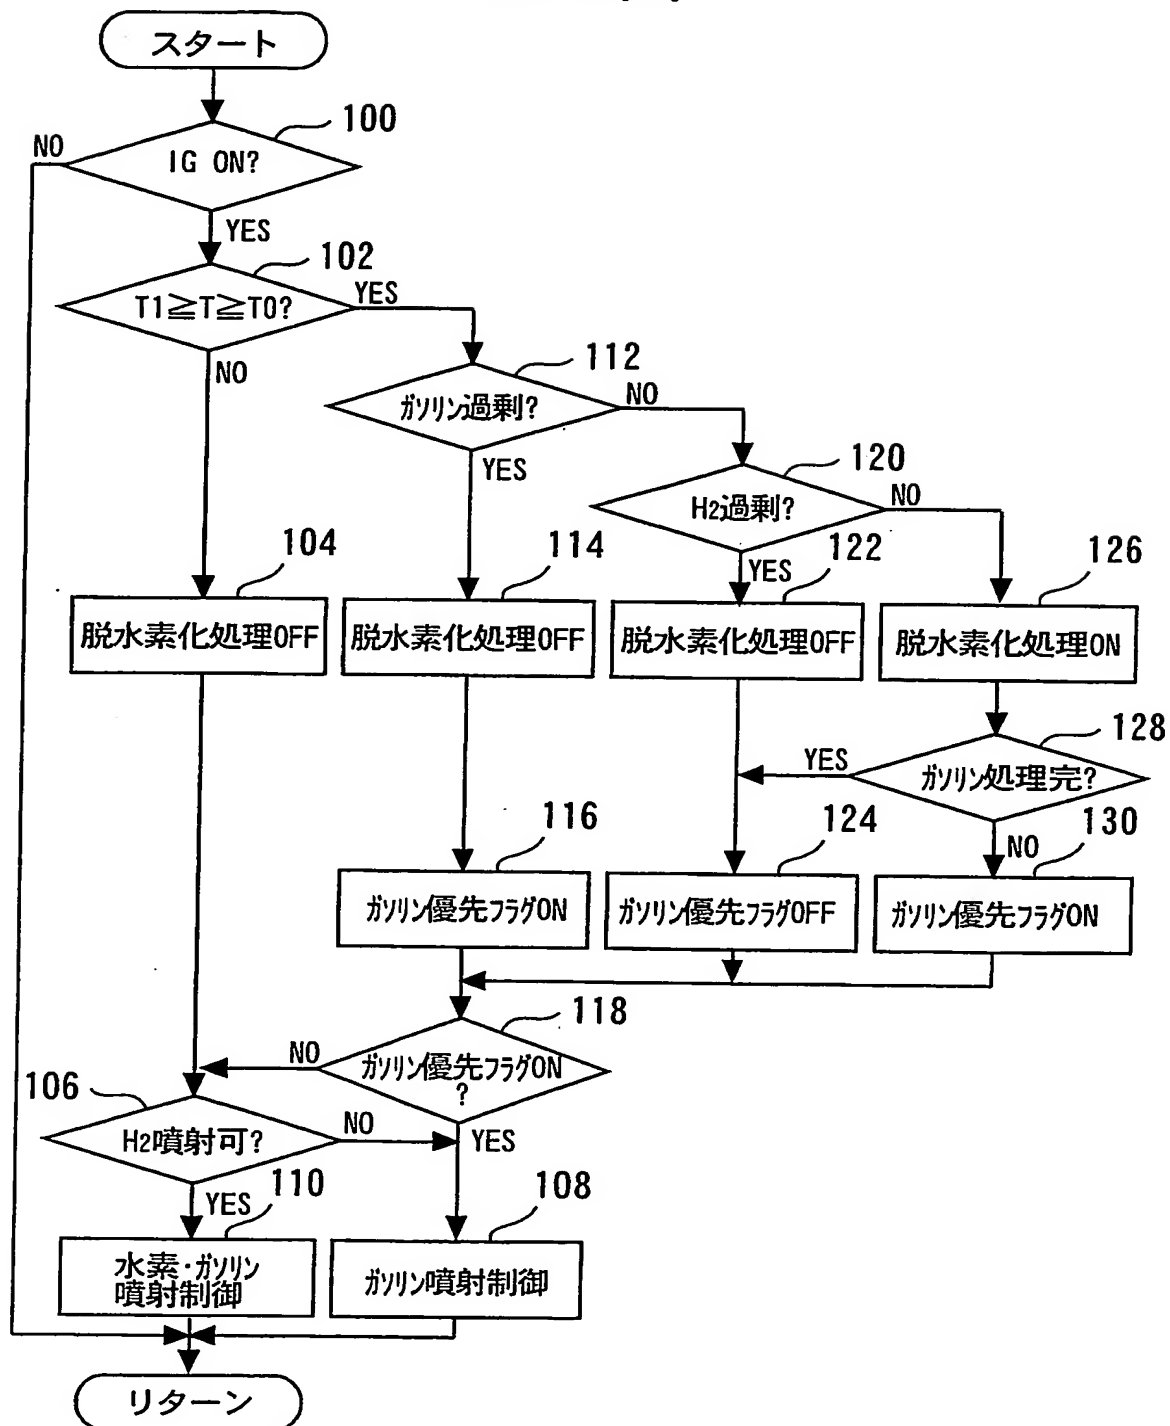 スタート
100
NO
IG ON?
YES
102
T1≧T≧T0?
YES
NO
112
ガソリン過剰?
NO
YES
120
H2過剰?
NO
YES
104
114
122
126
脱水素化処理OFF
脱水素化処理OFF
脱水素化処理OFF
脱水素化処理ON
128
YES
ガソリン処理完?
NO
116
124
130
ガソリン優先フラグON
ガソリン優先フラグOFF
ガソリン優先フラグON
118
NO
ガソリン優先フラグON
?
YES
106
H2噴射可?
NO
YES
110
108
水素・ガソリン
噴射制御
ガソリン噴射制御
リターン